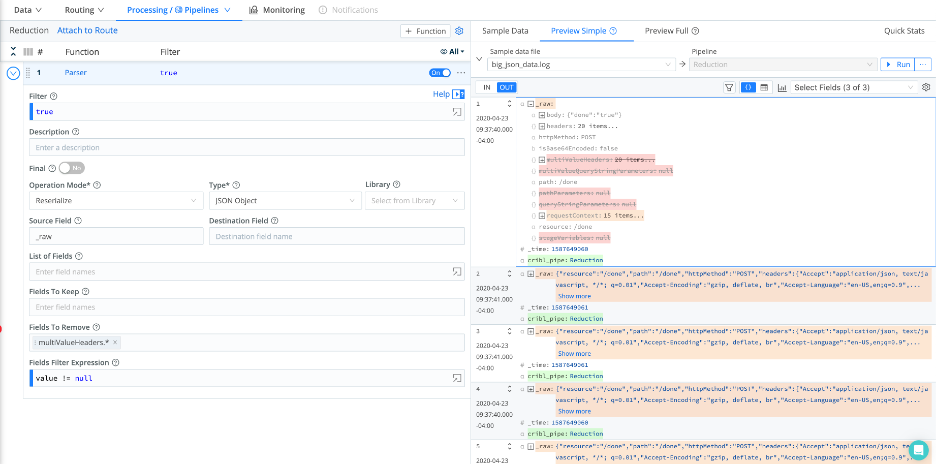 Data Routing Processing / Pipelines Monitoring Notifications
Reduction Attach to Route + Function
# Function Filter All
1 Parser true On ...
Filter
Help
true
Description
Enter a description
Final No
Operation Mode* Type* Library
Reserialize JSON Object Select from Library
Source Field Destination Field
_raw Destination field name
List of Fields
Enter field names
Fields To Keep
Enter field names
Fields To Remove
multiValueHeaders.* ×
Fields Filter Expression
value != null
Sample Data Preview Simple Preview Full Quick Stats
Sample data file Pipeline
big_json_data.log Reduction Run ...
IN OUT Select Fields (3 of 3)
1
2020-04-23
09:37:40.000
-04:00
_raw:
body: {"done":"true"}
headers: 20 items...
httpMethod: POST
isBase64Encoded: false
multiValueHeaders: 20 items...
multiValueQueryStringParameters: null
path: /done
pathParameters: null
queryStringParameters: null
requestContext: 15 items...
resource: /done
stageVariables: null
# _time: 1587649060
cribl_pipe: Reduction
2
2020-04-23
09:37:41.000
-04:00
_raw: {"resource":"/done","path":"/done","httpMethod":"POST","headers":{"Accept":"application/json, text/ja
vascript, */*; q=0.01","Accept-Encoding":"gzip, deflate, br","Accept-Language":"en-US,en;q=0.9",...
Show more
# _time: 1587649061
cribl_pipe: Reduction
3
2020-04-23
09:37:41.000
-04:00
_raw: {"resource":"/done","path":"/done","httpMethod":"POST","headers":{"Accept":"application/json, text/ja
vascript, */*; q=0.01","Accept-Encoding":"gzip, deflate, br","Accept-Language":"en-US,en;q=0.9",...
Show more
# _time: 1587649061
cribl_pipe: Reduction
4
2020-04-23
09:37:40.000
-04:00
_raw: {"resource":"/done","path":"/done","httpMethod":"POST","headers":{"Accept":"application/json, text/ja
vascript, */*; q=0.01","Accept-Encoding":"gzip, deflate, br","Accept-Language":"en-US,en;q=0.9",...
Show more
# _time: 1587649060
cribl_pipe: Reduction
5
2020-04-23
_raw: {"resource":"/done","path":"/done","httpMethod":"POST","headers":{"Accept":"application/json, text/ja
vascript, */*; q=0.01","Accept-Encoding":"gzip, deflate, br","Accept-Language":"en-US,en;q=0.9",...